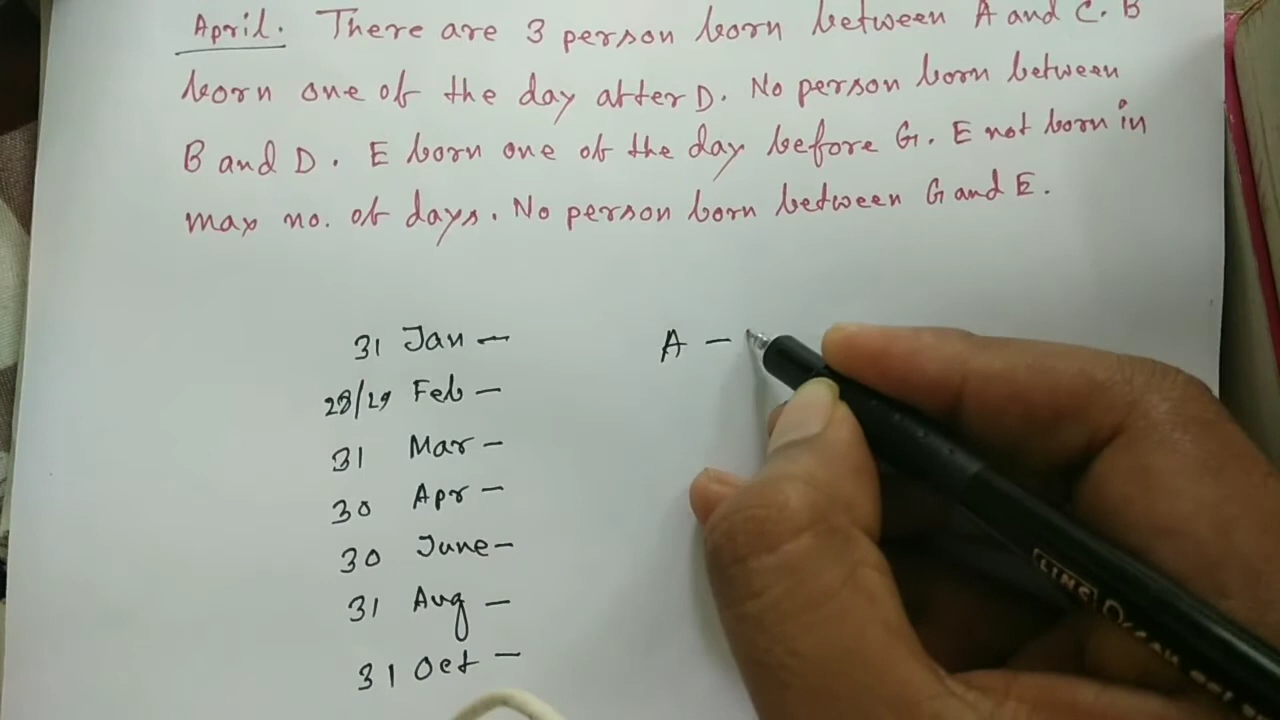 April. There are 3 person born between A and C. B
born one of the day after D. No person born between
B and D. E born one of the day before G. E not born in
max no. of days. No person born between G and E.
31 Jan - A -
28/29 Feb -
31 Mar -
30 Apr -
30 June -
31 Aug -
31 Oct -
LINC